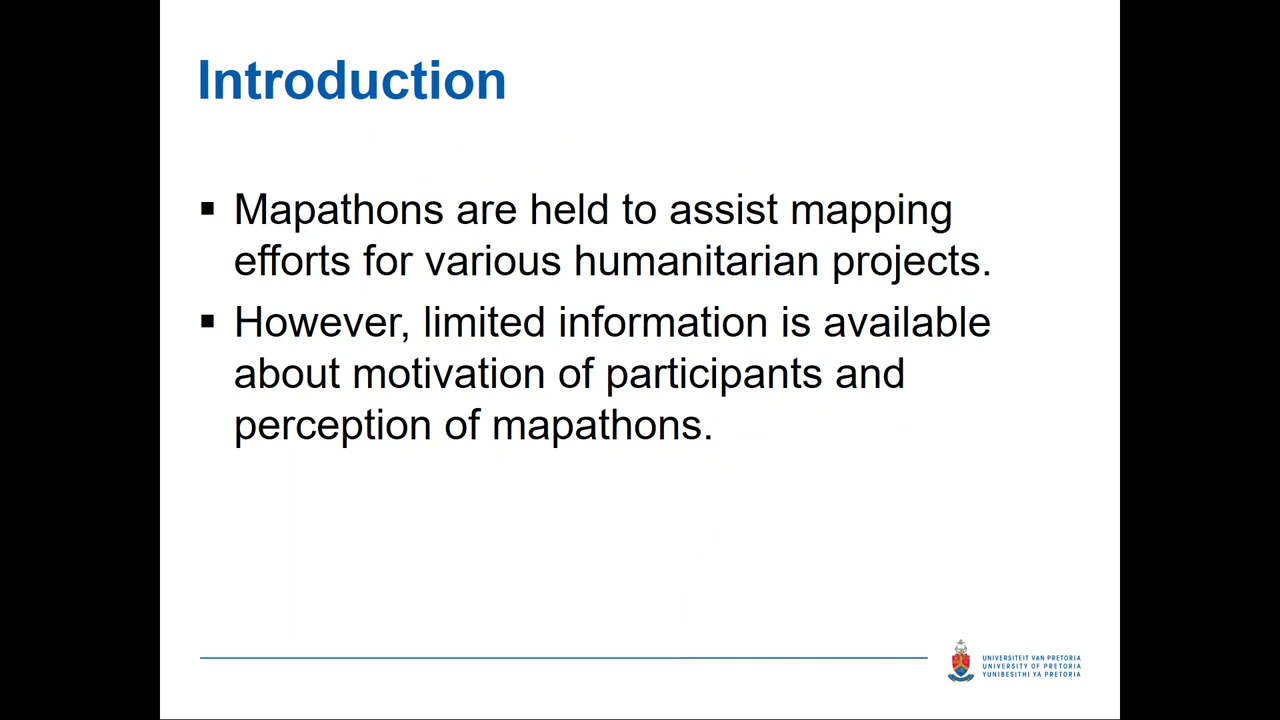 Introduction
▪ Mapathons are held to assist mapping
efforts for various humanitarian projects.
▪ However, limited information is available
about motivation of participants and
perception of mapathons.
UNIVERSITEIT VAN PRETORIA
UNIVERSITY OF PRETORIA
YUNIBESITHI YA PRETORIA